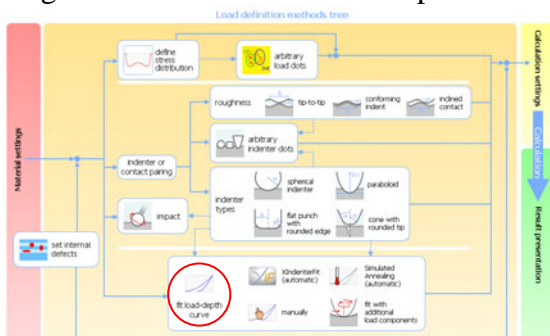 Load definition methods tree
Material settings
define
stress
distribution
arbitrary
load dots
roughness
tip-to-tip
conforming
indent
inclined
contact
arbitrary
indenter dots
indenter or
contact pairing
indenter
types
spherical
indenter
paraboloid
flat punch
with
rounded edge
cone with
rounded tip
impact
set internal
defects
fit load-depth
curve
XIndenterFit
(automatic)
Simulated
Annealing
(automatic)
manually
fit with
additional
load components
Calculation settings
Calculation
Result presentation